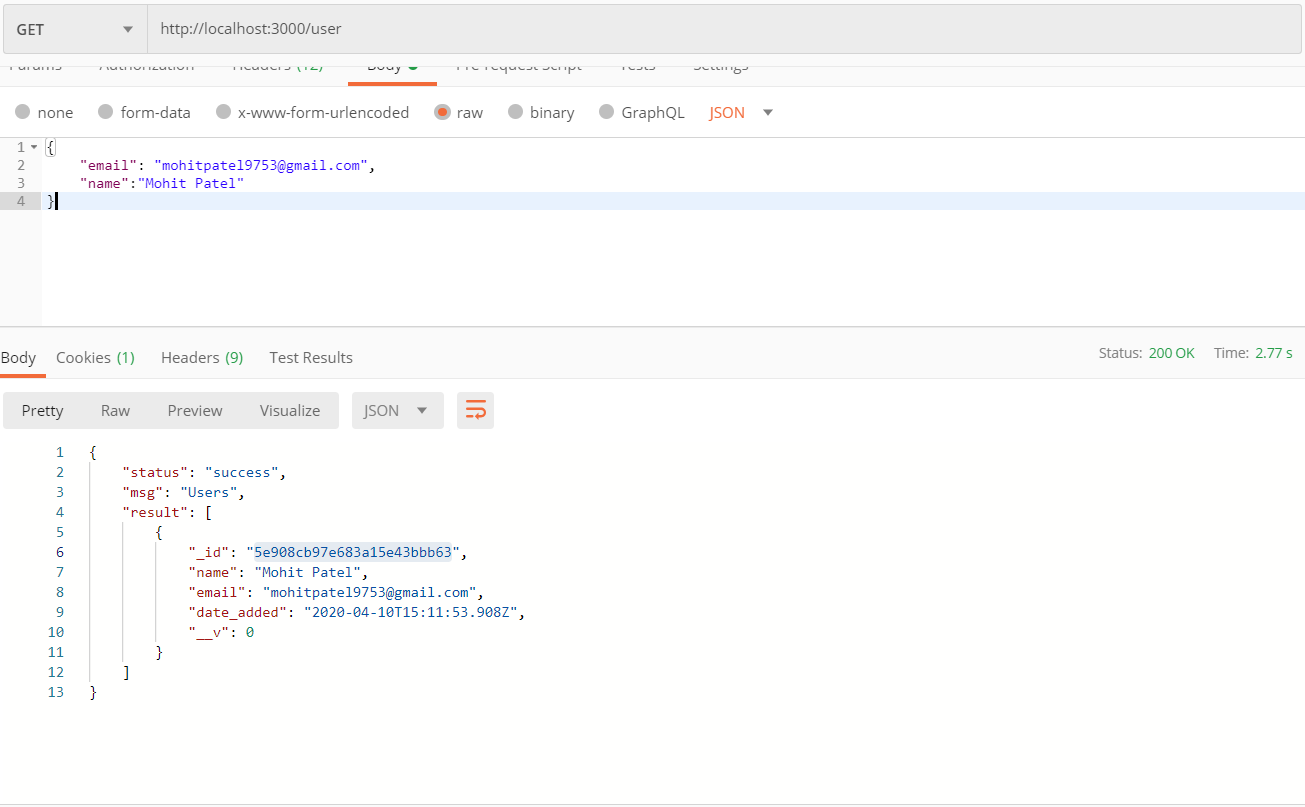 GET http://localhost:3000/user
Params Authorization Headers (12) Body Pre-request Script Tests Settings
none form-data x-www-form-urlencoded raw binary GraphQL JSON
1 {
2 "email": "mohitpatel9753@gmail.com",
3 "name":"Mohit Patel"
4 }
Body Cookies (1) Headers (9) Test Results Status: 200 OK Time: 2.77 s
Pretty Raw Preview Visualize JSON
1 {
2 "status": "success",
3 "msg": "Users",
4 "result": [
5 {
6 "_id": "5e908cb97e683a15e43bbb63",
7 "name": "Mohit Patel",
8 "email": "mohitpatel9753@gmail.com",
9 "date_added": "2020-04-10T15:11:53.908Z",
10 "__v": 0
11 }
12 ]
13 }